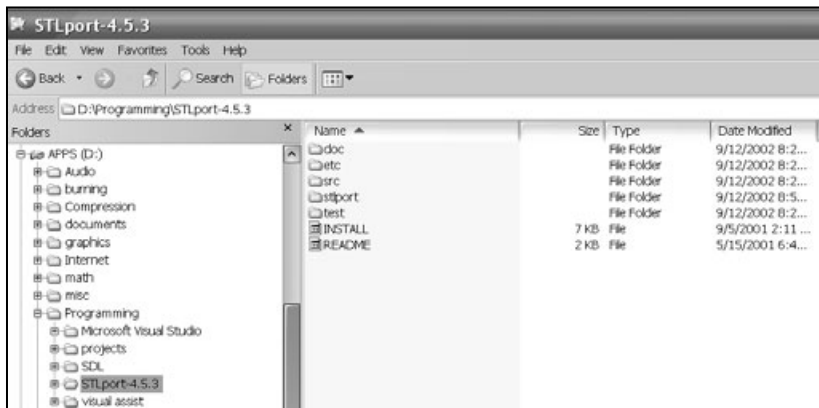 STLport-4.5.3
File Edit View Favorites Tools Help
Back Search Folders
Address D:\Programming\STLport-4.5.3
Folders × Name Size Type Date Modified
APPS (D:)
Audio
burning
Compression
documents
graphics
Internet
math
misc
Programming
Microsoft Visual Studio
projects
SDL
STLport-4.5.3
visual assist
doc File Folder 9/12/2002 8:2...
etc File Folder 9/12/2002 8:2...
src File Folder 9/12/2002 8:2...
stlport File Folder 9/12/2002 8:5...
test File Folder 9/12/2002 8:2...
INSTALL 7 KB File 9/5/2001 2:11 ...
README 2 KB File 5/15/2001 6:4...